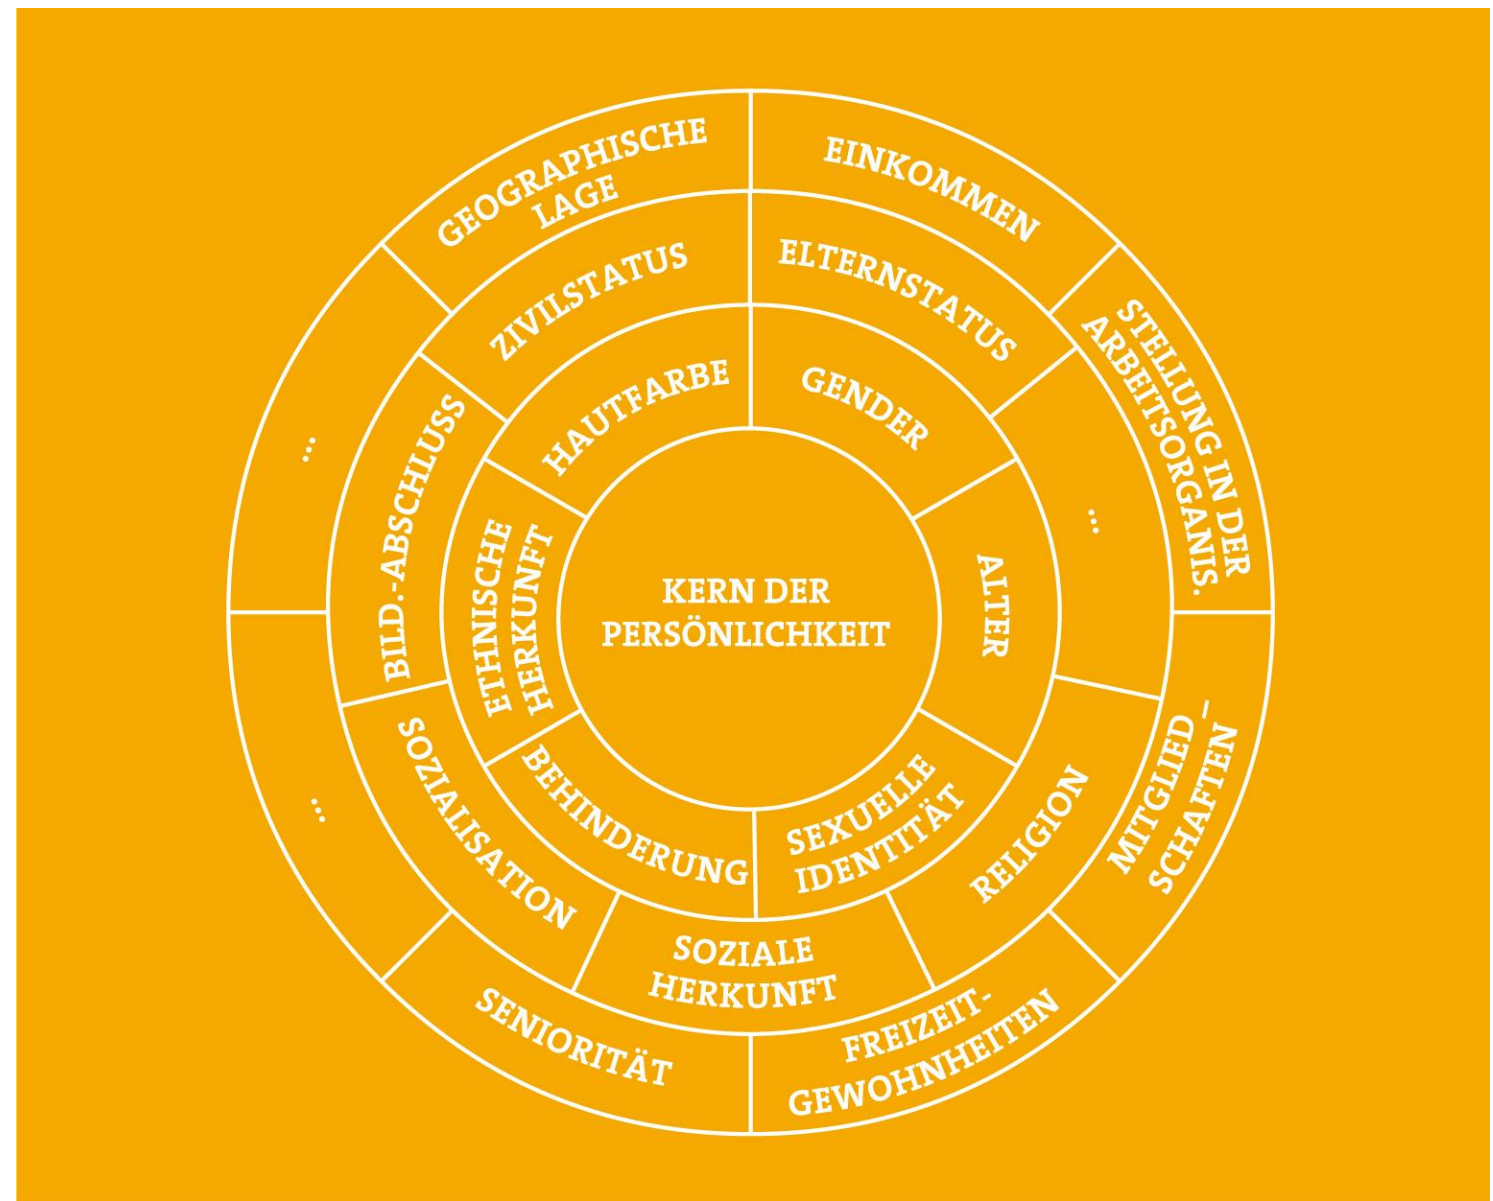 GEOGRAPHISCHE
LAGE
EINKOMMEN
STELLUNG IN DER
ARBEITSORGANIS.
MITGLIED –
SCHAFTEN
FREIZEIT-
GEWOHNHEITEN
SENIORITÄT
...
...
ZIVILSTATUS
ELTERNSTATUS
...
RELIGION
SOZIALE
HERKUNFT
SOZIALISATION
BILD.-ABSCHLUSS
HAUTFARBE
GENDER
ALTER
SEXUELLE
IDENTITÄT
BEHINDERUNG
ETHNISCHE
HERKUNFT
KERN DER
PERSÖNLICHKEIT